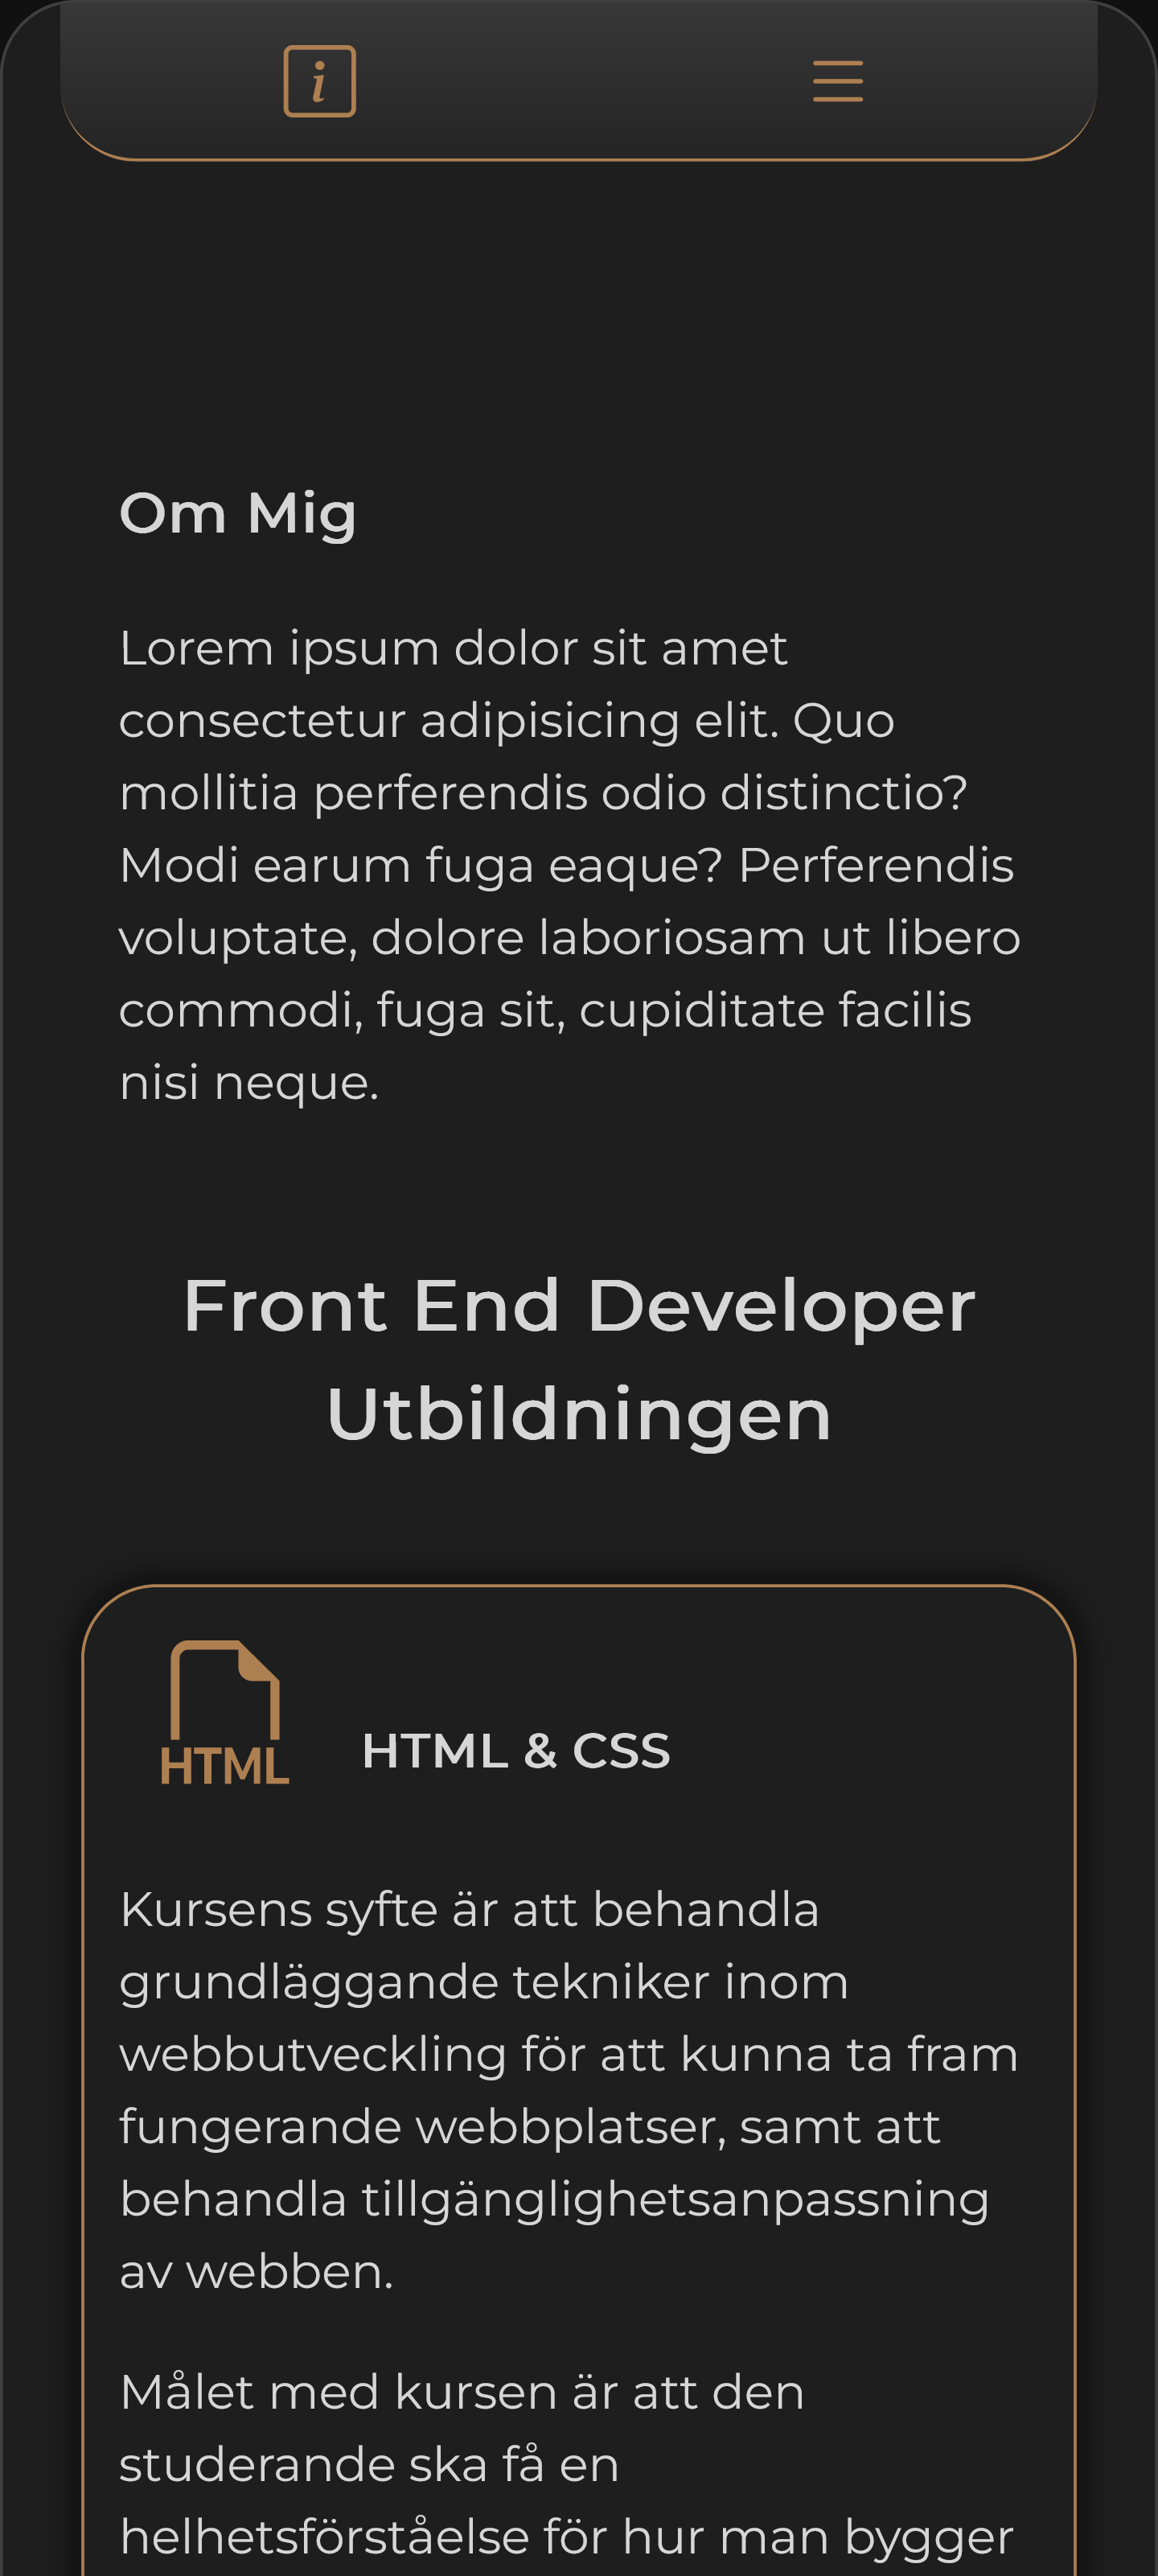 i
Om Mig
Lorem ipsum dolor sit amet
consectetur adipisicing elit. Quo
mollitia perferendis odio distinctio?
Modi earum fuga eaque? Perferendis
voluptate, dolore laboriosam ut libero
commodi, fuga sit, cupiditate facilis
nisi neque.
Front End Developer
Utbildningen
HTML
HTML & CSS
Kursens syfte är att behandla
grundläggande tekniker inom
webbutveckling för att kunna ta fram
fungerande webbplatser, samt att
behandla tillgänglighetsanpassning
av webben.
Målet med kursen är att den
studerande ska få en
helhetsförståelse för hur man bygger